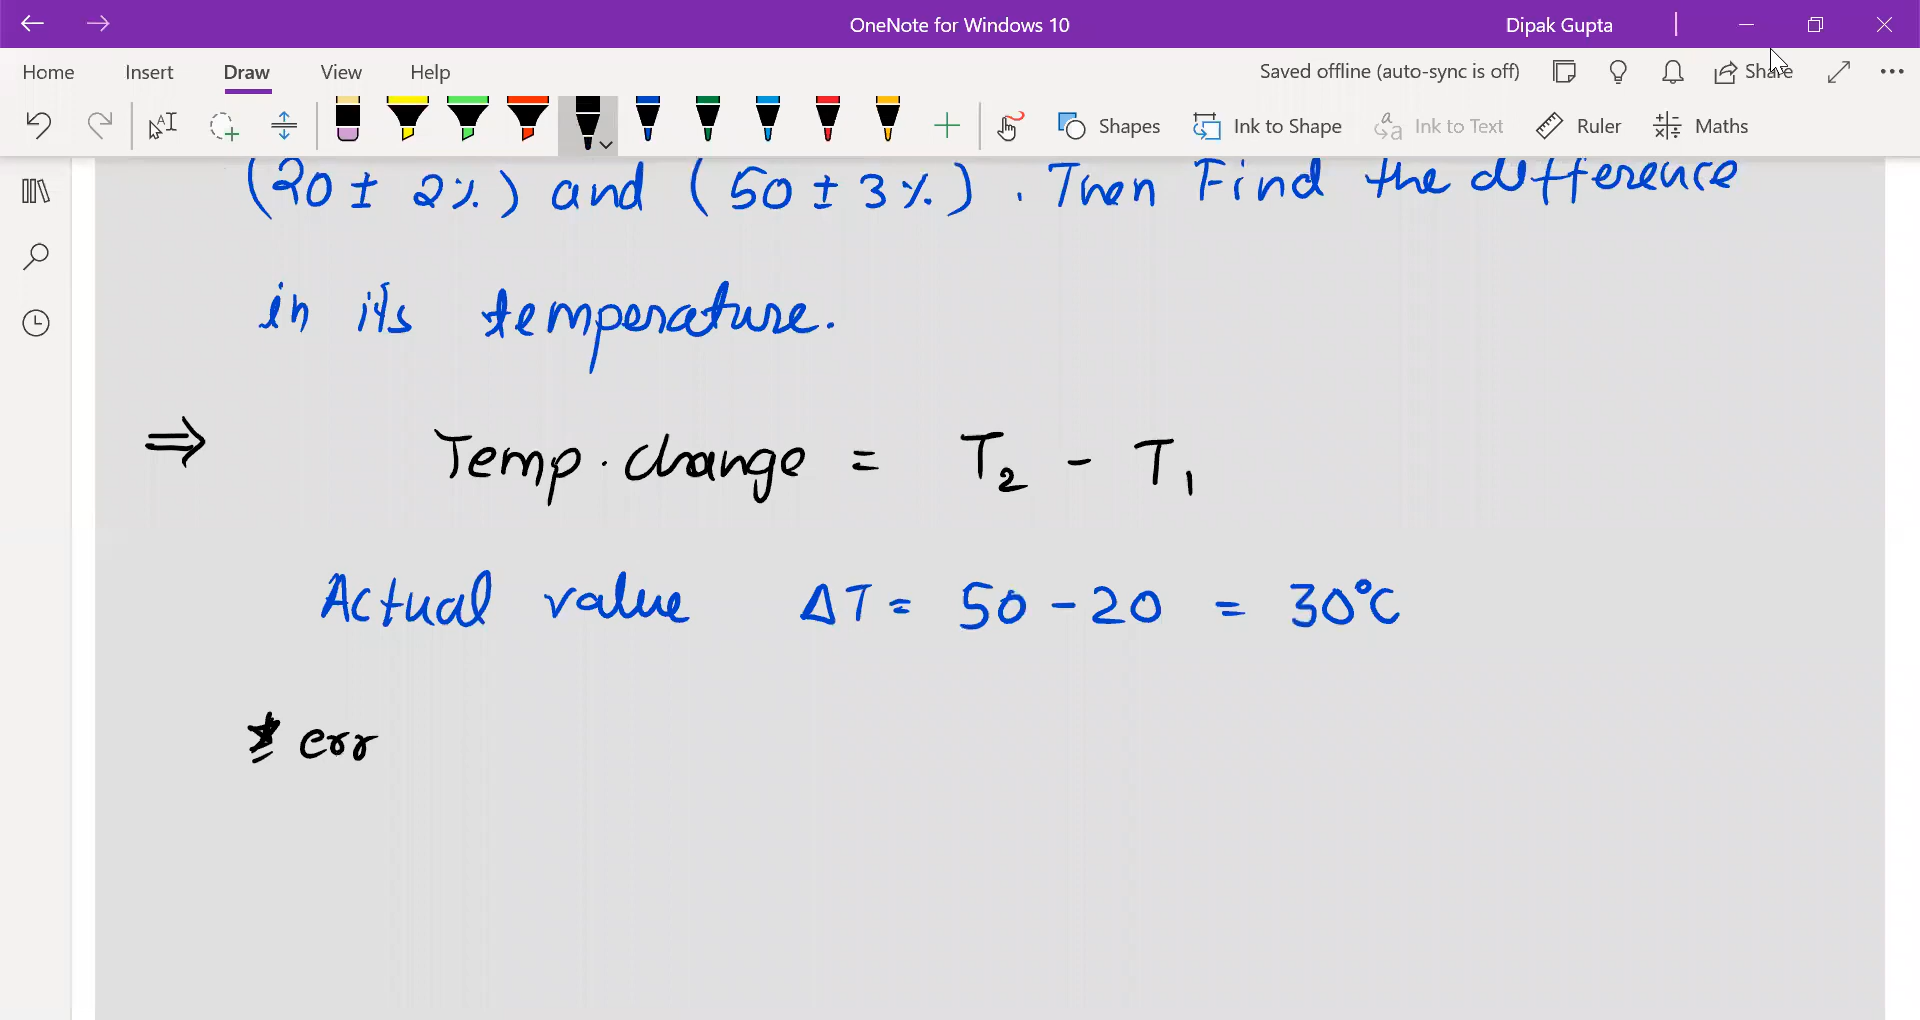 OneNote for Windows 10 Dipak Gupta
Home Insert Draw View Help Saved offline (auto-sync is off) Share
Shapes Ink to Shape Ink to Text Ruler Maths
(20 ± 2%) and (50 ± 3%). Then Find the difference
in its temperature.
⇒ Temp. change = T₂ - T₁
Actual value ΔT = 50 - 20 = 30°C
* err